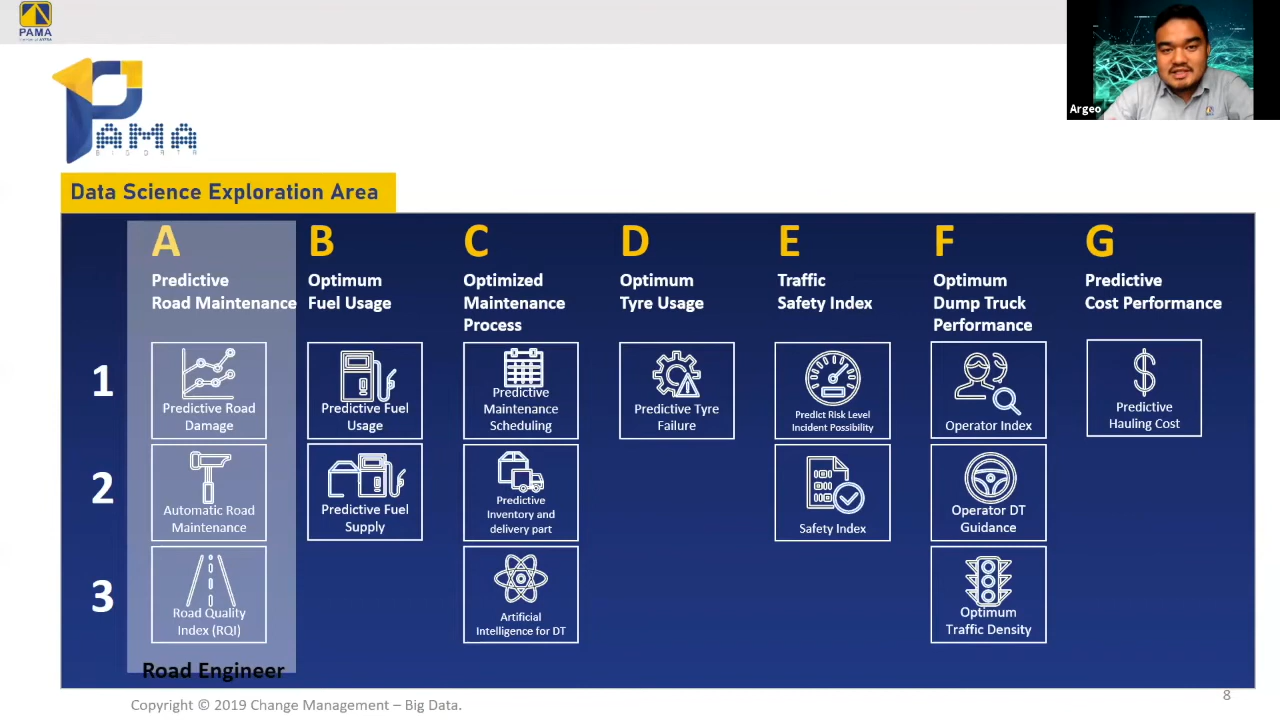 PAMA
Argeo
PAMA
BIGDATA
Data Science Exploration Area
A
Predictive
Road Maintenance
B
Optimum
Fuel Usage
C
Optimized
Maintenance
Process
D
Optimum
Tyre Usage
E
Traffic
Safety Index
F
Optimum
Dump Truck
Performance
G
Predictive
Cost Performance
1
Predictive Road
Damage
Predictive Fuel
Usage
Predictive
Maintenance
Scheduling
Predictive Tyre
Failure
Predict Risk Level
Incident Possibility
Operator Index
Predictive
Hauling Cost
2
Automatic Road
Maintenance
Predictive Fuel
Supply
Predictive
Inventory and
delivery part
Safety Index
Operator DT
Guidance
3
Road Quality
Index (RQI)
Artificial
Intelligence for DT
Optimum
Traffic Density
Road Engineer
Copyright © 2019 Change Management – Big Data.
8